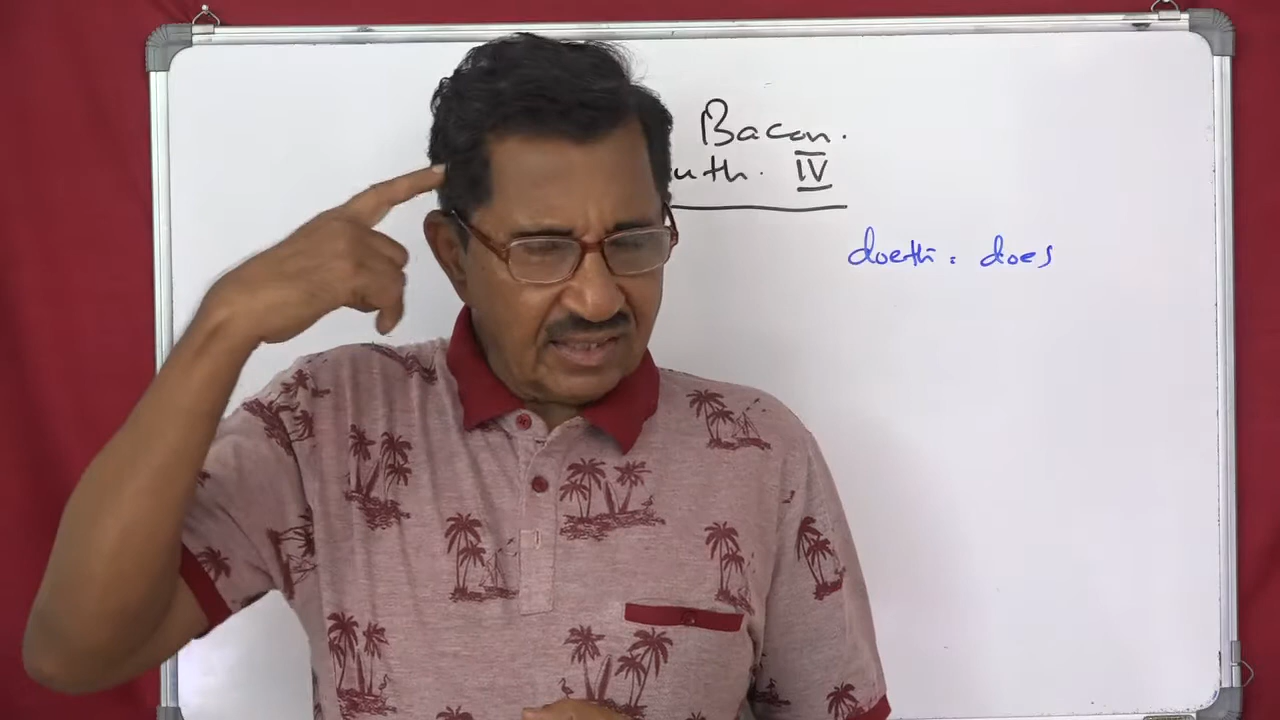 Bacon.
uth. IV
doeth = does